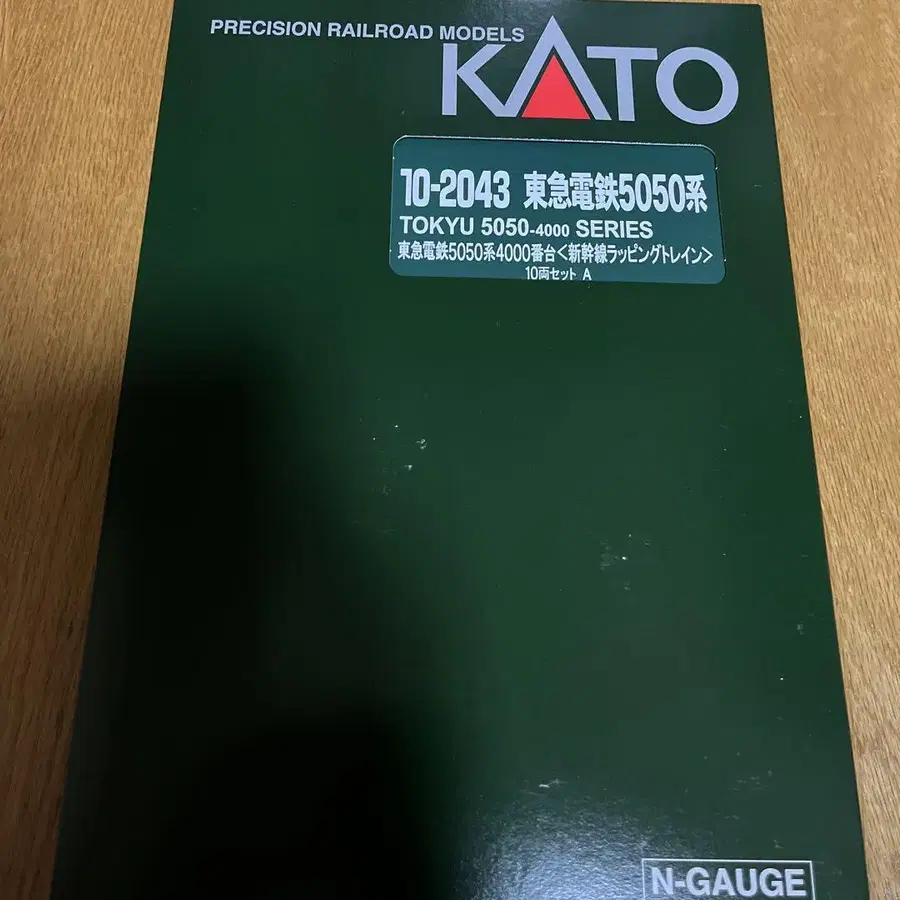 PRECISION RAILROAD MODELS
KATO
10-2043 東急電鉄5050系
TOKYU 5050-4000 SERIES
東急電鉄5050系4000番台<新幹線ラッピングトレイン>
10両セット A
N-GAUGE